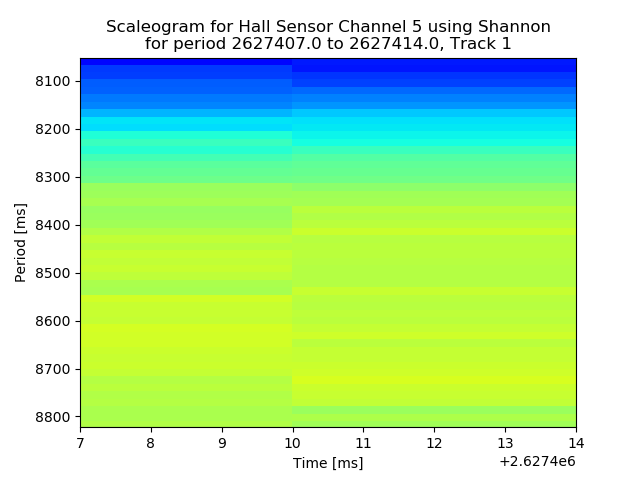 Scaleogram for Hall Sensor Channel 5 using Shannon
for period 2627407.0 to 2627414.0, Track 1
Period [ms]
8100
8200
8300
8400
8500
8600
8700
8800
7 8 9 10 11 12 13 14
Time [ms]
+2.6274e6